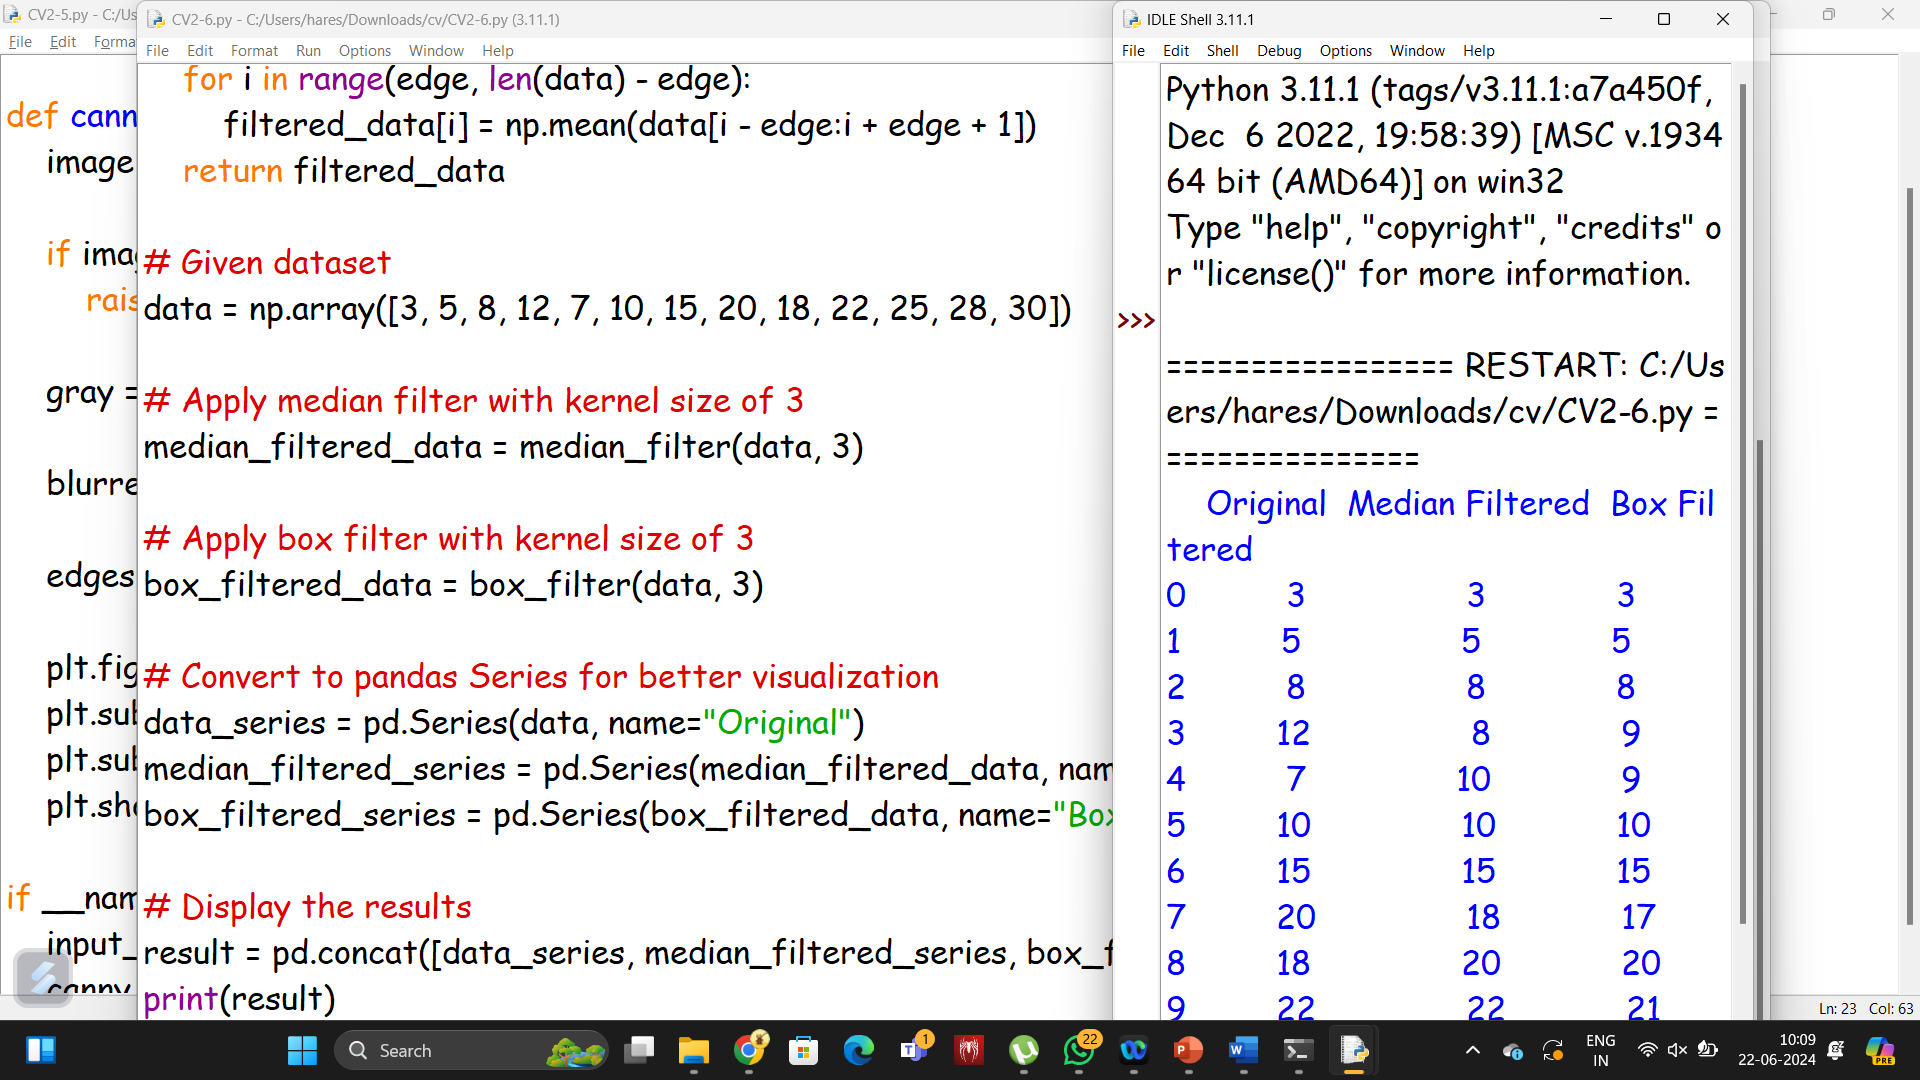 CV2-5.py - C:/Us
File Edit Forma
def cann
image
if ima
rais
gray =
blurre
edges
plt.fig
plt.sub
plt.sub
plt.sho
if __nam
input_
canny
CV2-6.py - C:/Users/hares/Downloads/cv/CV2-6.py (3.11.1)
File Edit Format Run Options Window Help
for i in range(edge, len(data) - edge):
filtered_data[i] = np.mean(data[i - edge:i + edge + 1])
return filtered_data
# Given dataset
data = np.array([3, 5, 8, 12, 7, 10, 15, 20, 18, 22, 25, 28, 30])
# Apply median filter with kernel size of 3
median_filtered_data = median_filter(data, 3)
# Apply box filter with kernel size of 3
box_filtered_data = box_filter(data, 3)
# Convert to pandas Series for better visualization
data_series = pd.Series(data, name="Original")
median_filtered_series = pd.Series(median_filtered_data, nam
box_filtered_series = pd.Series(box_filtered_data, name="Box
# Display the results
result = pd.concat([data_series, median_filtered_series, box_f
print(result)
IDLE Shell 3.11.1
File Edit Shell Debug Options Window Help
Python 3.11.1 (tags/v3.11.1:a7a450f,
Dec  6 2022, 19:58:39) [MSC v.1934
64 bit (AMD64)] on win32
Type "help", "copyright", "credits" o
r "license()" for more information.
>>>
================= RESTART: C:/Us
ers/hares/Downloads/cv/CV2-6.py =
===============
Original Median Filtered Box Fil
tered
0 3 3 3
1 5 5 5
2 8 8 8
3 12 8 9
4 7 10 9
5 10 10 10
6 15 15 15
7 20 18 17
8 18 20 20
9 22 22 21
Ln: 23 Col: 63
Search
1
22
ENG
IN
10:09
22-06-2024
PRE